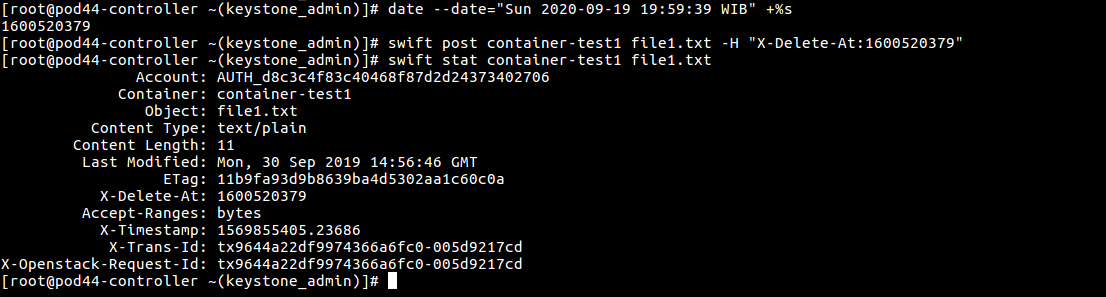 [root@pod44-controller ~(keystone_admin)]# date --date="Sun 2020-09-19 19:59:39 WIB" +%s
1600520379
[root@pod44-controller ~(keystone_admin)]# swift post container-test1 file1.txt -H "X-Delete-At:1600520379"
[root@pod44-controller ~(keystone_admin)]# swift stat container-test1 file1.txt
Account: AUTH_d8c3c4f83c40468f87d2d24373402706
Container: container-test1
Object: file1.txt
Content Type: text/plain
Content Length: 11
Last Modified: Mon, 30 Sep 2019 14:56:46 GMT
ETag: 11b9fa93d9b8639ba4d5302aa1c60c0a
X-Delete-At: 1600520379
Accept-Ranges: bytes
X-Timestamp: 1569855405.23686
X-Trans-Id: tx9644a22df9974366a6fc0-005d9217cd
X-Openstack-Request-Id: tx9644a22df9974366a6fc0-005d9217cd
[root@pod44-controller ~(keystone_admin)]#